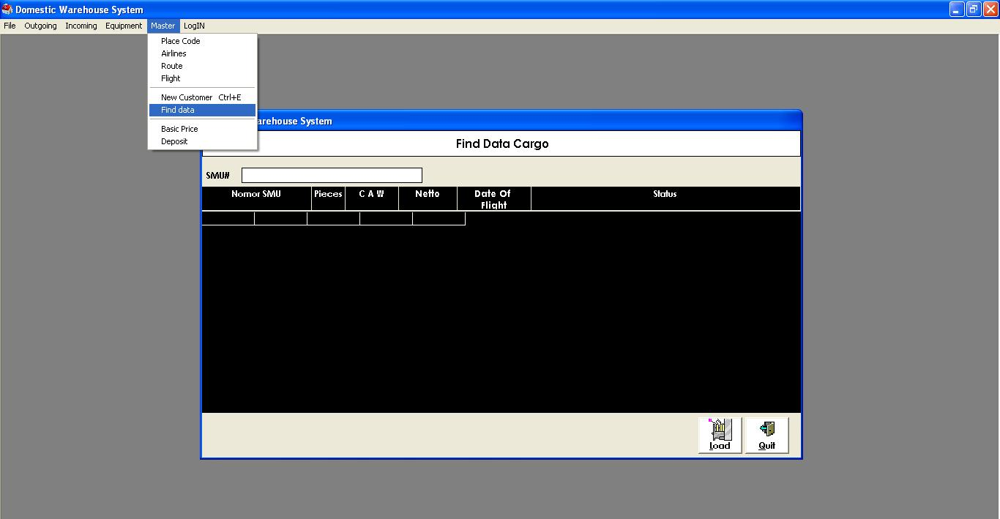 Domestic Warehouse System
File Outgoing Incoming Equipment Master LogIN
Place Code
Airlines
Route
Flight
New Customer Ctrl+E
Find data
Basic Price
Deposit
arehouse System
Find Data Cargo
SMU#
Nomor SMU Pieces C A W Netto Date Of Status
Flight
Load Quit